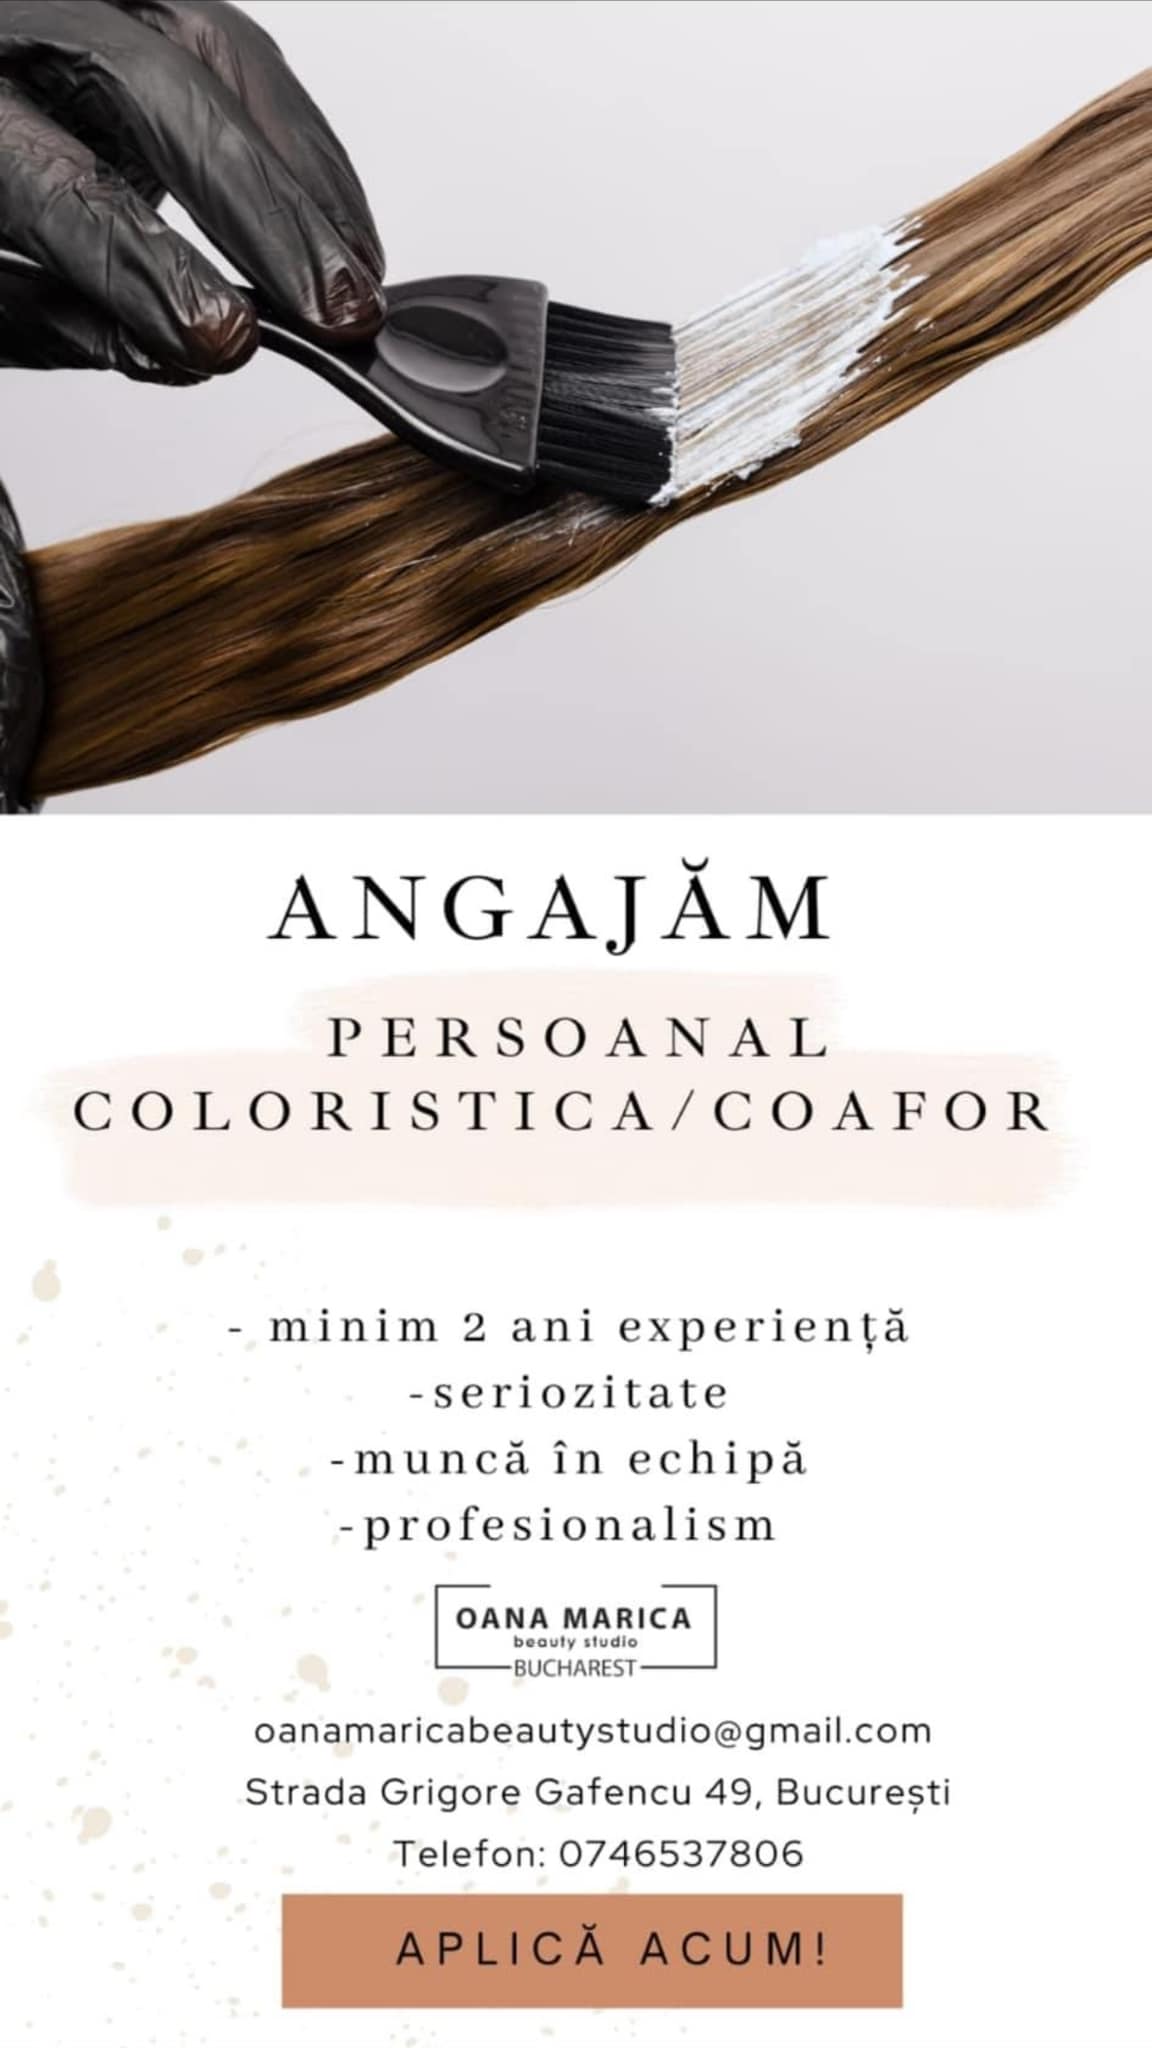 ANGAJĂM
PERSOANAL
COLORISTICA/COAFOR
- minim 2 ani experiență
-seriozitate
-muncă în echipă
-profesionalism
OANA MARICA
beauty studio
BUCHAREST
oanamaricabeautystudio@gmail.com
Strada Grigore Gafencu 49, București
Telefon: 0746537806
APLICĂ ACUM!